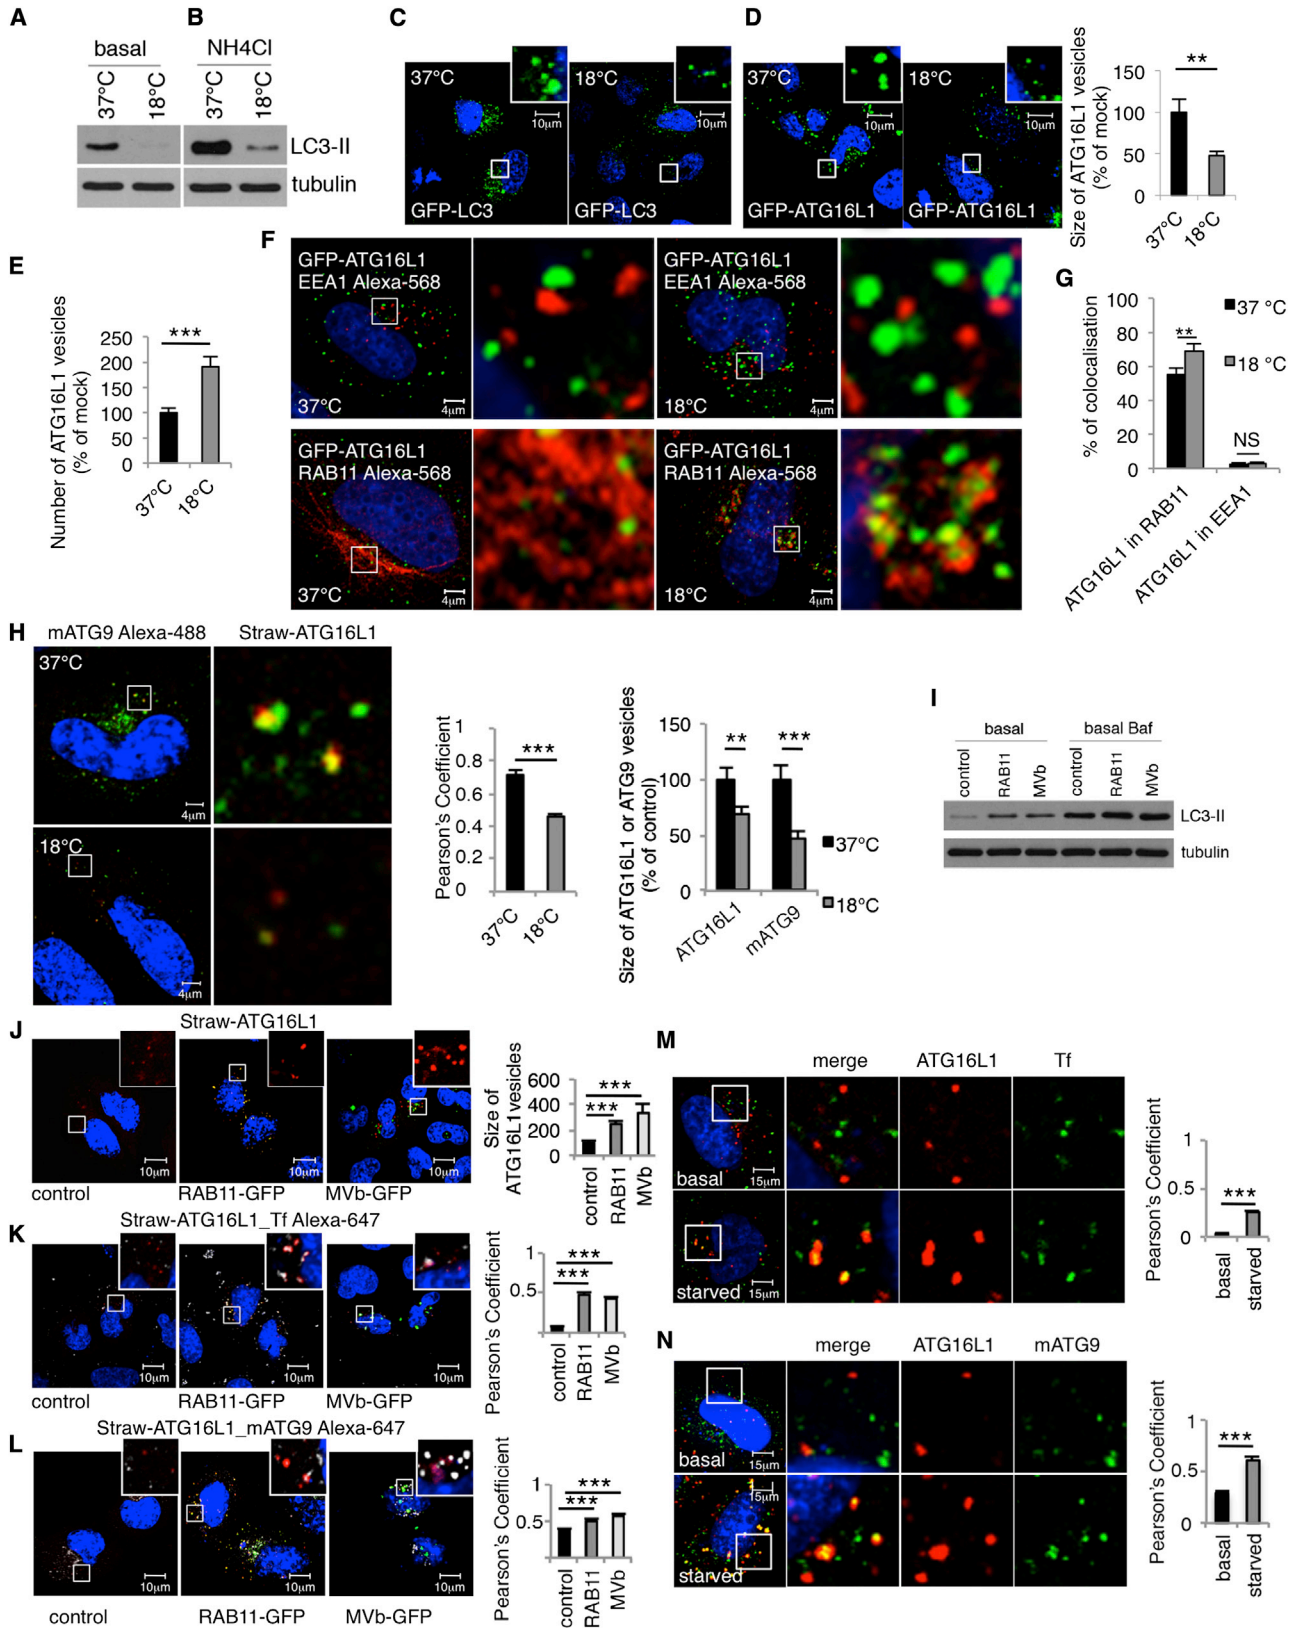 A
basal
37°C
18°C
B
NH4Cl
37°C
18°C
LC3-II
tubulin
C
37°C
10µm
GFP-LC3
18°C
10µm
GFP-LC3
D
37°C
10µm
GFP-ATG16L1
18°C
10µm
GFP-ATG16L1
Size of ATG16L1 vesicles
(% of mock)
150
100
50
0
**
37°C
18°C
E
Number of ATG16L1 vesicles
(% of mock)
250
200
150
100
50
0
***
37°C
18°C
F
GFP-ATG16L1
EEA1 Alexa-568
37°C
4µm
GFP-ATG16L1
EEA1 Alexa-568
18°C
4µm
GFP-ATG16L1
RAB11 Alexa-568
37°C
4µm
GFP-ATG16L1
RAB11 Alexa-568
18°C
4µm
G
% of colocalisation
100
80
60
40
20
0
**
NS
37 °C
18 °C
ATG16L1 in RAB11
ATG16L1 in EEA1
H
mATG9 Alexa-488
Straw-ATG16L1
37°C
4µm
18°C
4µm
Pearson's Coefficient
1
0.8
0.6
0.4
0.2
0
***
37°C
18°C
Size of ATG16L1 or ATG9 vesicles
(% of control)
150
100
50
0
**
***
ATG16L1
mATG9
37°C
18°C
I
basal
basal Baf
control
RAB11
MVb
control
RAB11
MVb
LC3-II
tubulin
J
Straw-ATG16L1
10µm
10µm
10µm
control
RAB11-GFP
MVb-GFP
Size of
ATG16L1 vesicles
600
400
200
0
***
***
control
RAB11
MVb
K
Straw-ATG16L1_Tf Alexa-647
10µm
10µm
10µm
control
RAB11-GFP
MVb-GFP
Pearson's Coefficient
1
0.5
***
***
control
RAB11
MVb
L
Straw-ATG16L1_mATG9 Alexa-647
10µm
10µm
10µm
control
RAB11-GFP
MVb-GFP
Pearson's Coefficient
1
0.5
0
***
***
control
RAB11
MVb
M
merge
ATG16L1
Tf
basal
15µm
starved
15µm
Pearson's Coefficient
1
0.5
0
***
basal
starved
N
merge
ATG16L1
mATG9
basal
15µm
starved
15µm
Pearson's Coefficient
1
0.5
0
***
basal
starved